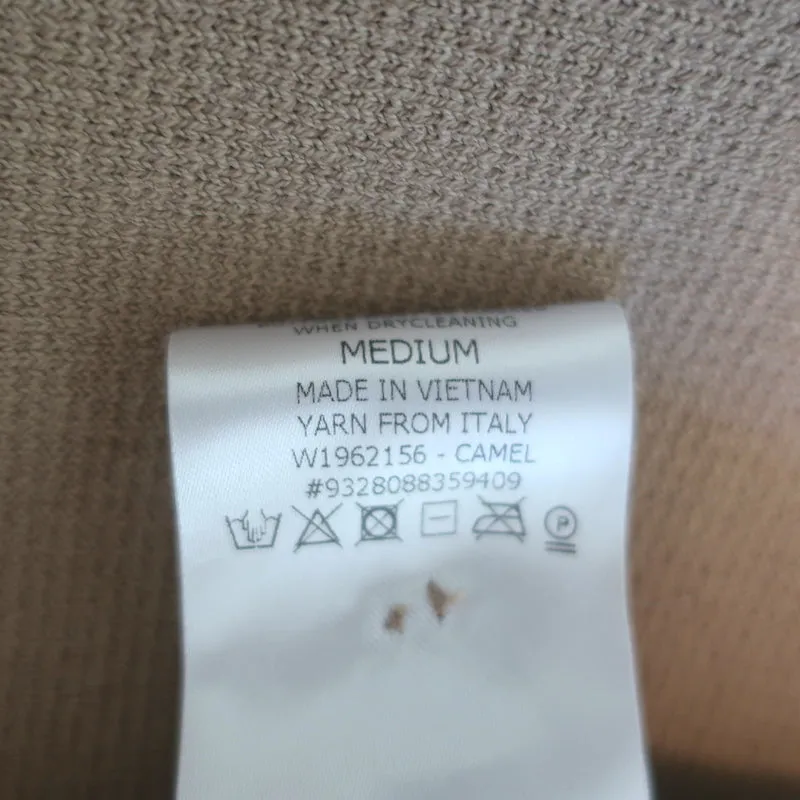 WHEN DRYCLEANING
MEDIUM
MADE IN VIETNAM
YARN FROM ITALY
W1962156 - CAMEL
#9328088359409
P